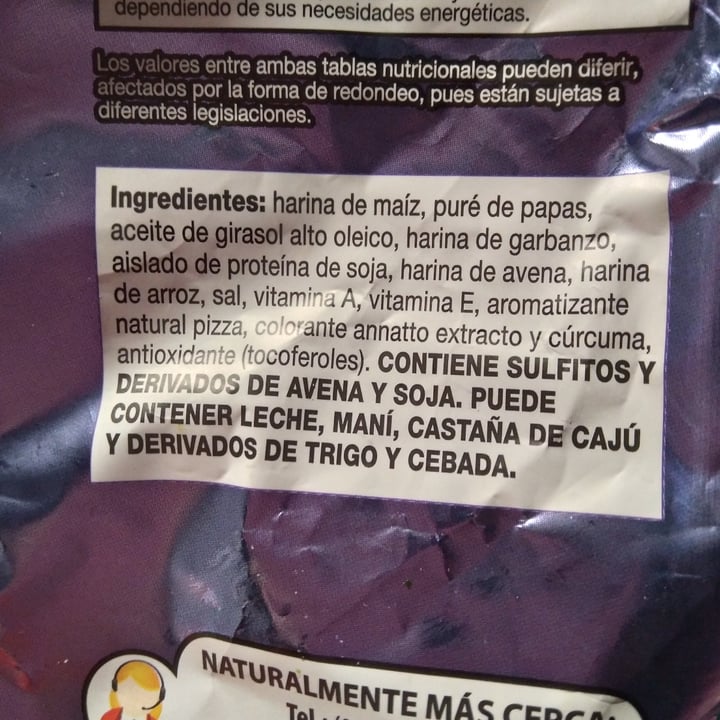 dependiendo de sus necesidades energéticas.
Los valores entre ambas tablas nutricionales pueden diferir,
afectados por la forma de redondeo, pues están sujetas a
diferentes legislaciones.
Ingredientes: harina de maíz, puré de papas,
aceite de girasol alto oleico, harina de garbanzo,
aislado de proteína de soja, harina de avena, harina
de arroz, sal, vitamina A, vitamina E, aromatizante
natural pizza, colorante annatto extracto y cúrcuma,
antioxidante (tocoferoles). CONTIENE SULFITOS Y
DERIVADOS DE AVENA Y SOJA. PUEDE
CONTENER LECHE, MANÍ, CASTAÑA DE CAJÚ
Y DERIVADOS DE TRIGO Y CEBADA.
NATURALMENTE MÁS CERCA:
Tel.: